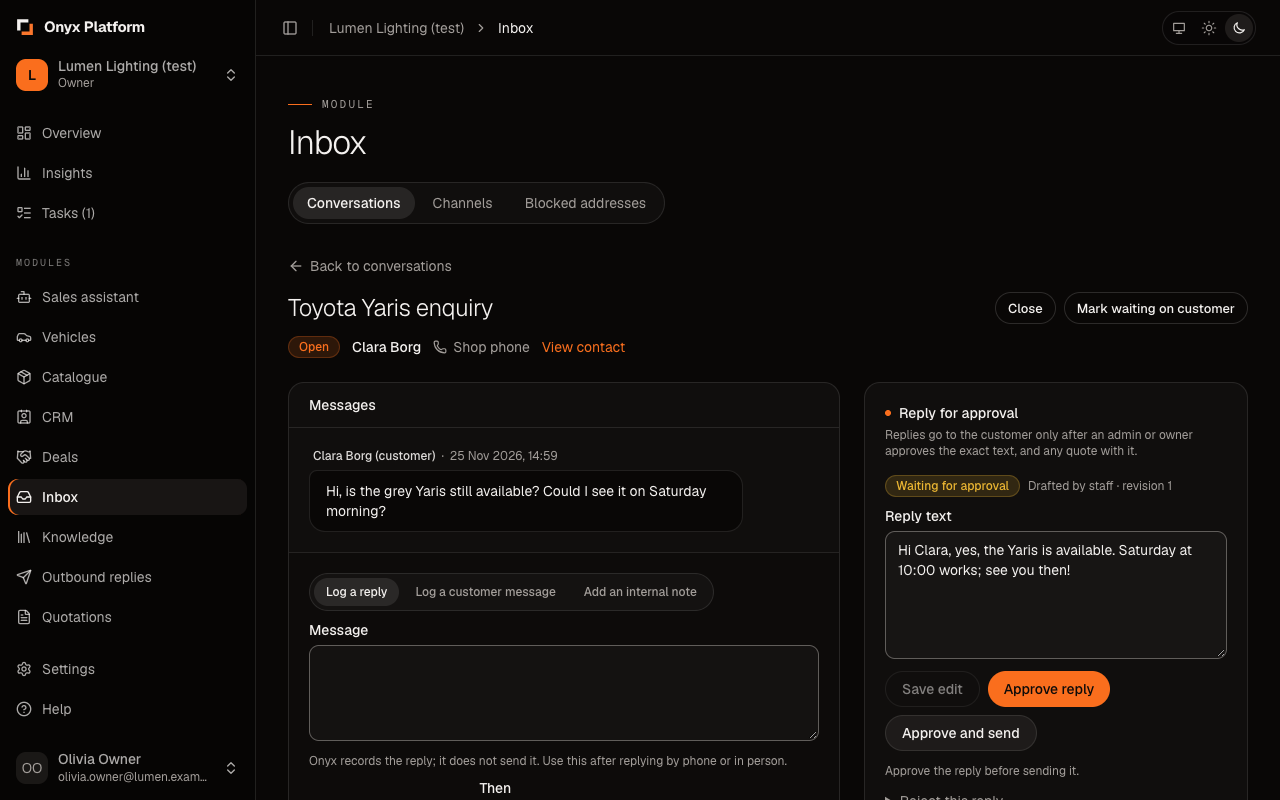 Onyx Platform
L
Lumen Lighting (test)
Owner
Overview
Insights
Tasks (1)
MODULES
Sales assistant
Vehicles
Catalogue
CRM
Deals
Inbox
Knowledge
Outbound replies
Quotations
Settings
Help
OO
Olivia Owner
olivia.owner@lumen.exam...
Lumen Lighting (test) > Inbox
MODULE
Inbox
Conversations Channels Blocked addresses
Back to conversations
Toyota Yaris enquiry
Close Mark waiting on customer
Open Clara Borg Shop phone View contact
Messages
Clara Borg (customer) · 25 Nov 2026, 14:59
Hi, is the grey Yaris still available? Could I see it on Saturday
morning?
Log a reply Log a customer message Add an internal note
Message
Onyx records the reply; it does not send it. Use this after replying by phone or in person.
Then
Reply for approval
Replies go to the customer only after an admin or owner
approves the exact text, and any quote with it.
Waiting for approval Drafted by staff · revision 1
Reply text
Hi Clara, yes, the Yaris is available. Saturday at
10:00 works; see you then!
Save edit Approve reply
Approve and send
Approve the reply before sending it.
Reject this reply